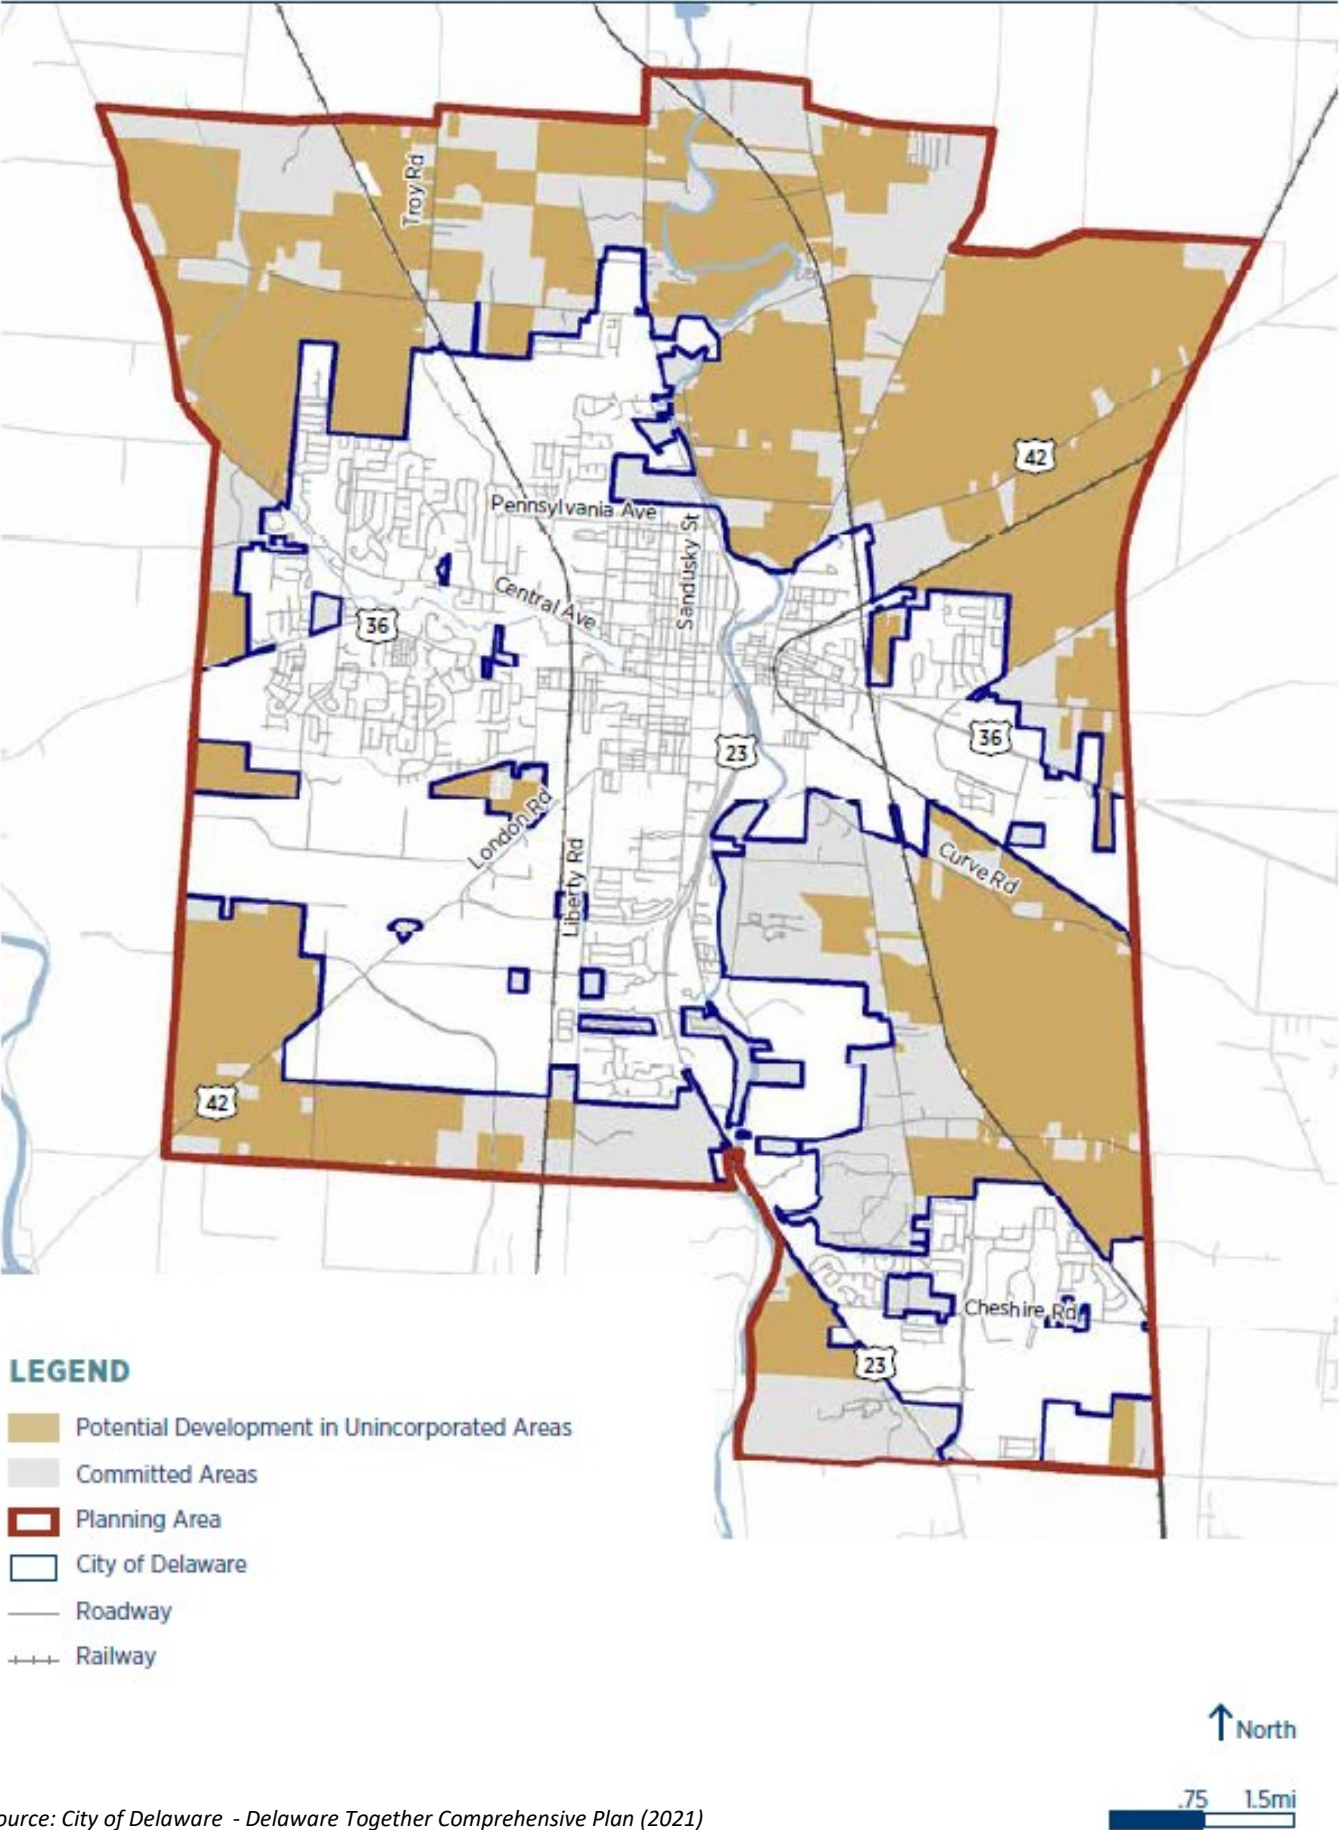 Troy Rd
42
Pennsylvania Ave
Sandusky St
Central Ave
36
36
23
London Rd
Liberty Rd
Curve Rd
42
Cheshire Rd
23
LEGEND
Potential Development in Unincorporated Areas
Committed Areas
Planning Area
City of Delaware
Roadway
Railway
North
.75 1.5mi
ource: City of Delaware - Delaware Together Comprehensive Plan (2021)